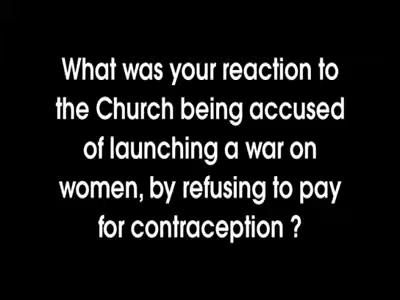 What was your reaction to
the Church being accused
of launching a war on
women, by refusing to pay
for contraception ?